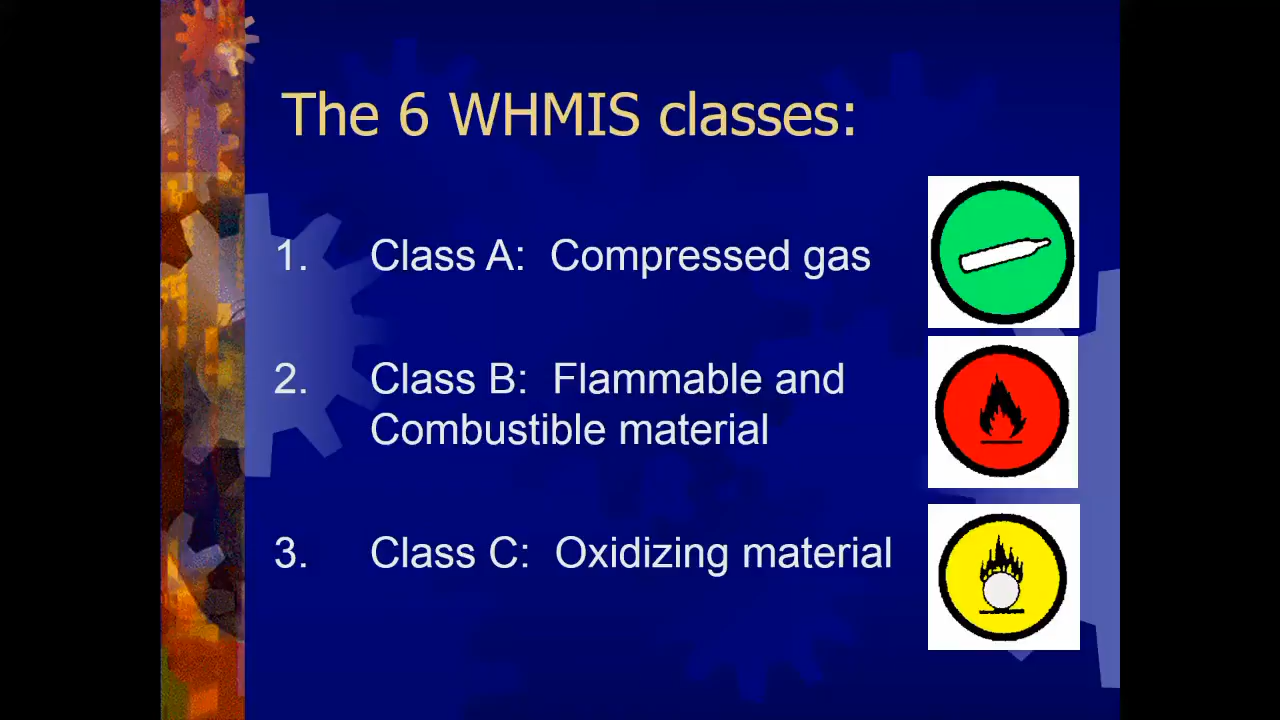 The 6 WHMIS classes:
1. Class A: Compressed gas
2. Class B: Flammable and
Combustible material
3. Class C: Oxidizing material